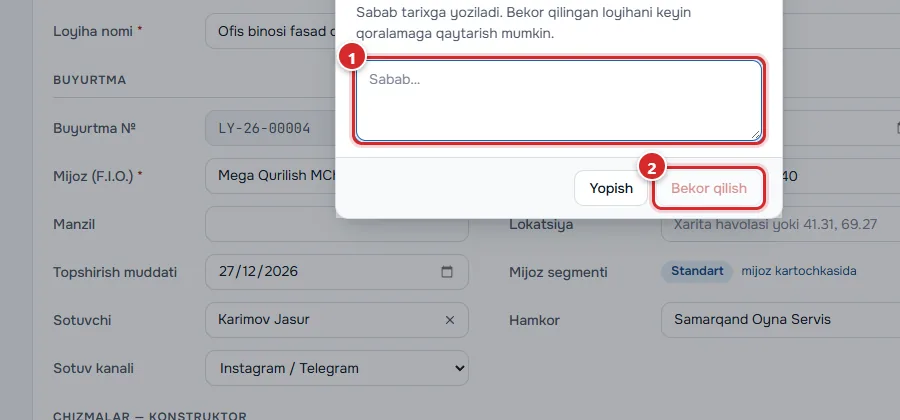 Sabab tarixga yoziladi. Bekor qilingan loyihani keyin
qoralamaga qaytarish mumkin.
1
Sabab...
2
Yopish
Bekor qilish
Loyiha nomi *
Ofis binosi fasad
BUYURTMA
Buyurtma №
LY-26-00004
Mijoz (F.I.O.) *
Mega Qurilish
40
Manzil
Lokatsiya
Xarita havolasi yoki 41.31, 69.27
Topshirish muddati
27/12/2026
Mijoz segmenti
Standart
mijoz kartochkasida
Sotuvchi
Karimov Jasur
×
Hamkor
Samarqand Oyna Servis
Sotuv kanali
Instagram / Telegram
CHIZMALAR — KONSTRUKTOR